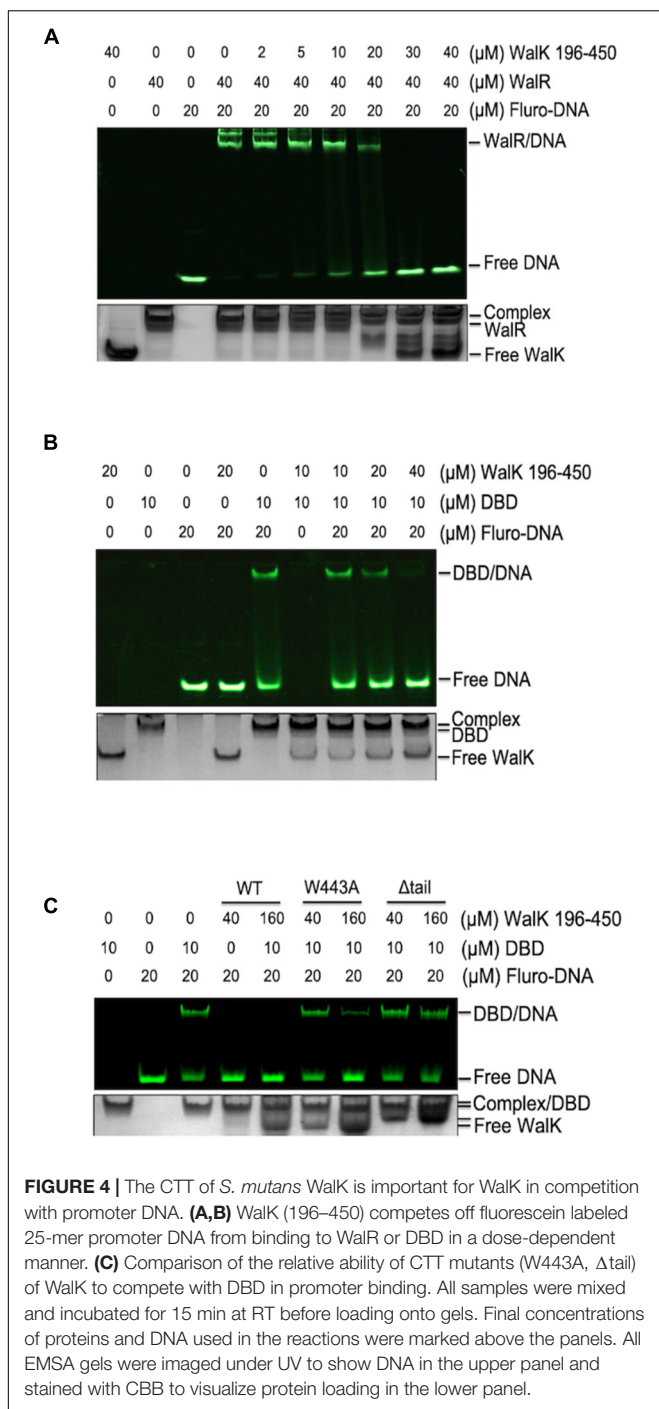 A
40 0 0 0 2 5 10 20 30 40 (µM) WalK 196-450
0 40 0 40 40 40 40 40 40 40 (µM) WalR
0 0 20 20 20 20 20 20 20 20 (µM) Fluro-DNA
WalR/DNA
Free DNA
Complex
WalR
Free WalK
B
20 0 0 20 0 10 10 20 40 (µM) WalK 196-450
0 10 0 0 10 10 10 10 10 (µM) DBD
0 0 20 20 20 0 20 20 20 (µM) Fluro-DNA
DBD/DNA
Free DNA
Complex
DBD
Free WalK
C
WT W443A Δtail
0 0 0 40 160 40 160 40 160 (µM) WalK 196-450
10 0 10 0 10 10 10 10 10 (µM) DBD
0 20 20 20 20 20 20 20 20 (µM) Fluro-DNA
DBD/DNA
Free DNA
Complex/DBD
Free WalK
FIGURE 4 | The CTT of S. mutans WalK is important for WalK in competition
with promoter DNA. (A,B) WalK (196–450) competes off fluorescein labeled
25-mer promoter DNA from binding to WalR or DBD in a dose-dependent
manner. (C) Comparison of the relative ability of CTT mutants (W443A, Δtail)
of WalK to compete with DBD in promoter binding. All samples were mixed
and incubated for 15 min at RT before loading onto gels. Final concentrations
of proteins and DNA used in the reactions were marked above the panels. All
EMSA gels were imaged under UV to show DNA in the upper panel and
stained with CBB to visualize protein loading in the lower panel.